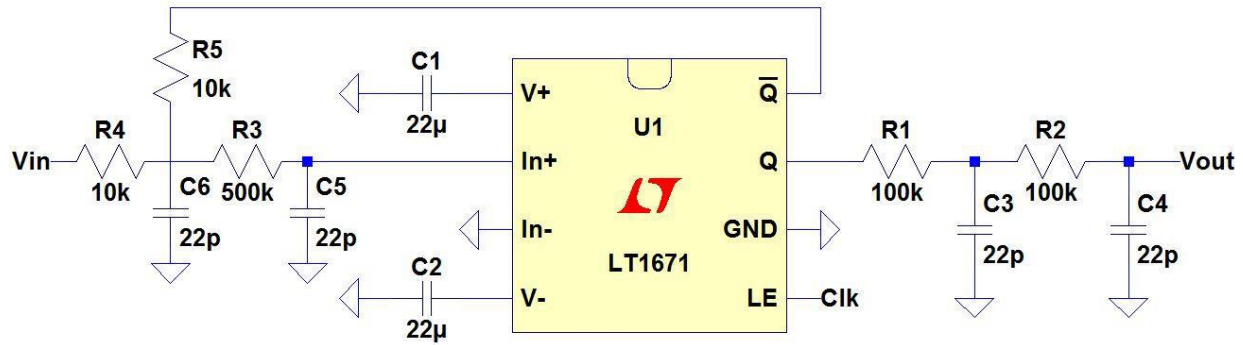 R5
10k
C1
22µ
V+
Q̅
U1
R4
10k
R3
500k
Vin
In+
Q
R1
100k
R2
100k
Vout
C6
22p
C5
22p
In-
GND
C3
22p
C4
22p
LT1671
C2
22µ
V-
LE
Clk